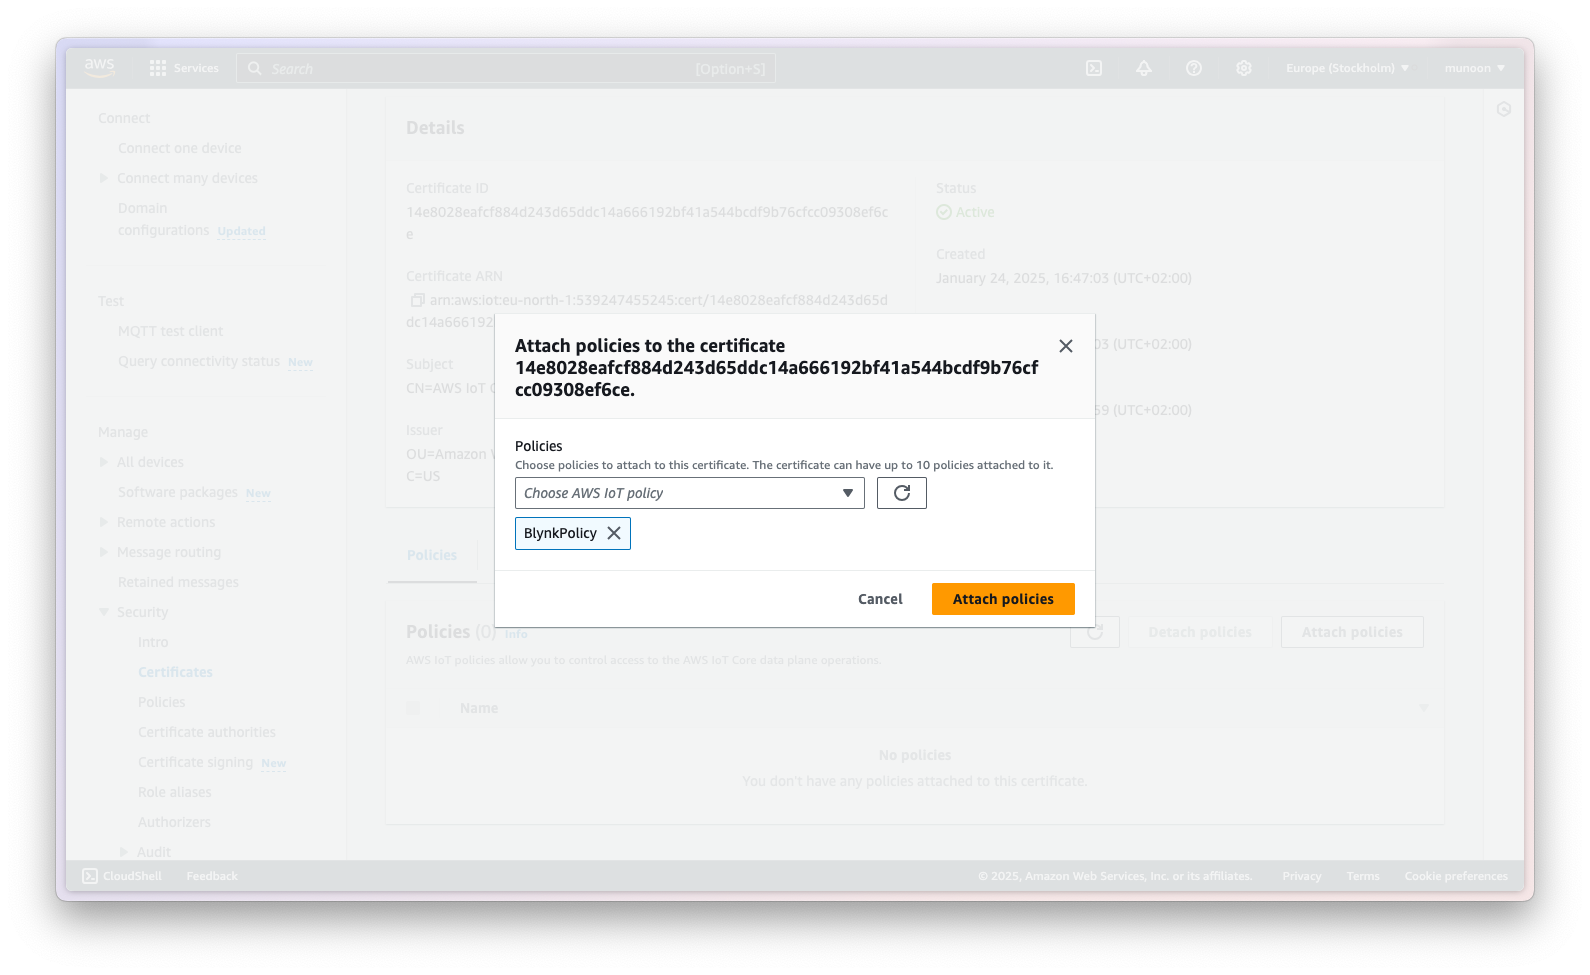 aws
Services
Search
[Option+S]
Europe (Stockholm)
munoon
Connect
Connect one device
Connect many devices
Domain
configurations Updated
Test
MQTT test client
Query connectivity status New
Manage
All devices
Software packages New
Remote actions
Message routing
Retained messages
Security
Intro
Certificates
Policies
Certificate authorities
Certificate signing New
Role aliases
Authorizers
Audit
Details
Certificate ID
14e8028eafcf884d243d65ddc14a666192bf41a544bcdf9b76cfcc09308ef6c
e
Certificate ARN
arn:aws:iot:eu-north-1:539247455245:cert/14e8028eafcf884d243d65d
dc14a666192
Subject
CN=AWS IoT
Issuer
OU=Amazon
C=US
Status
Active
Created
January 24, 2025, 16:47:03 (UTC+02:00)
03 (UTC+02:00)
59 (UTC+02:00)
Attach policies to the certificate
14e8028eafcf884d243d65ddc14a666192bf41a544bcdf9b76cf
cc09308ef6ce.
Policies
Choose policies to attach to this certificate. The certificate can have up to 10 policies attached to it.
Choose AWS IoT policy
BlynkPolicy
Cancel
Attach policies
Policies
Policies (0) Info
Detach policies
Attach policies
AWS IoT policies allow you to control access to the AWS IoT Core data plane operations.
Name
No policies
You don't have any policies attached to this certificate.
CloudShell
Feedback
© 2025, Amazon Web Services, Inc. or its affiliates.
Privacy
Terms
Cookie preferences